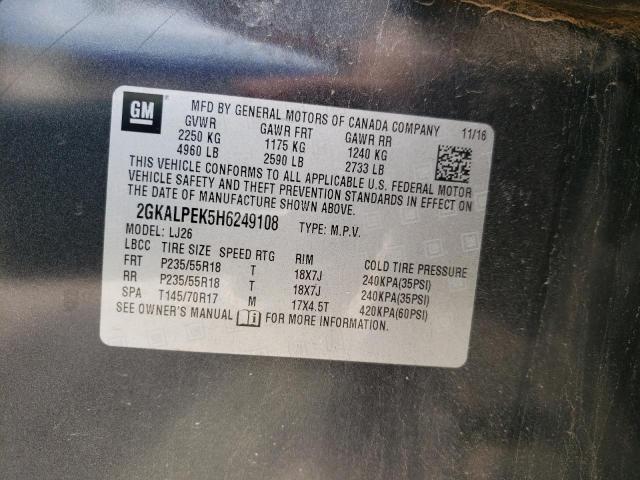 GM
MFD BY GENERAL MOTORS OF CANADA COMPANY 11/16
GVWR GAWR FRT GAWR RR
2250 KG 1175 KG 1240 KG
4960 LB 2590 LB 2733 LB
THIS VEHICLE CONFORMS TO ALL APPLICABLE U.S. FEDERAL MOTOR
VEHICLE SAFETY AND THEFT PREVENTION STANDARDS IN EFFECT ON
THE DATE OF MANUFACTURE SHOWN ABOVE.
2GKALPEK5H6249108 TYPE: M.P.V.
MODEL: LJ26
LBCC TIRE SIZE SPEED RTG RIM COLD TIRE PRESSURE
FRT P235/55R18 T 18X7J 240KPA(35PSI)
RR P235/55R18 T 18X7J 240KPA(35PSI)
SPA T145/70R17 M 17X4.5T 420KPA(60PSI)
SEE OWNER'S MANUAL FOR MORE INFORMATION.